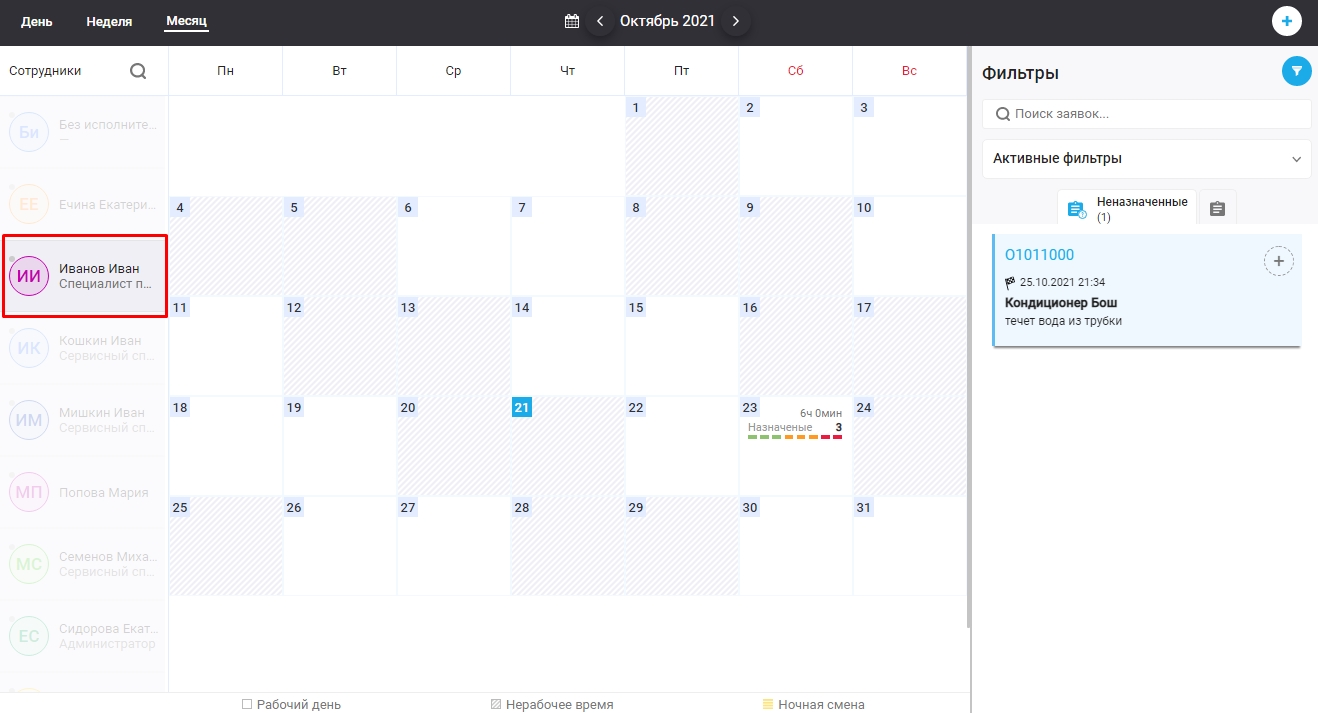 День Неделя Месяц Октябрь 2021
Сотрудники
Пн Вт Ср Чт Пт Сб Вс
Би Без исполните...
—
ЕЕ Ечина Екатери...
ИИ Иванов Иван
Специалист п...
ИК Кошкин Иван
Сервисный сп...
ИМ Мишкин Иван
Сервисный сп...
МП Попова Мария
МС Семенов Миха...
Сервисный сп...
ЕС Сидорова Екат...
Администратор
1 2 3
4 5 6 7 8 9 10
11 12 13 14 15 16 17
18 19 20 21 22 23 24
6ч 0мин
Назначеные 3
25 26 27 28 29 30 31
Рабочий день Нерабочее время Ночная смена
Фильтры
Поиск заявок...
Активные фильтры
Неназначенные
(1)
O1011000
25.10.2021 21:34
Кондиционер Бош
течет вода из трубки